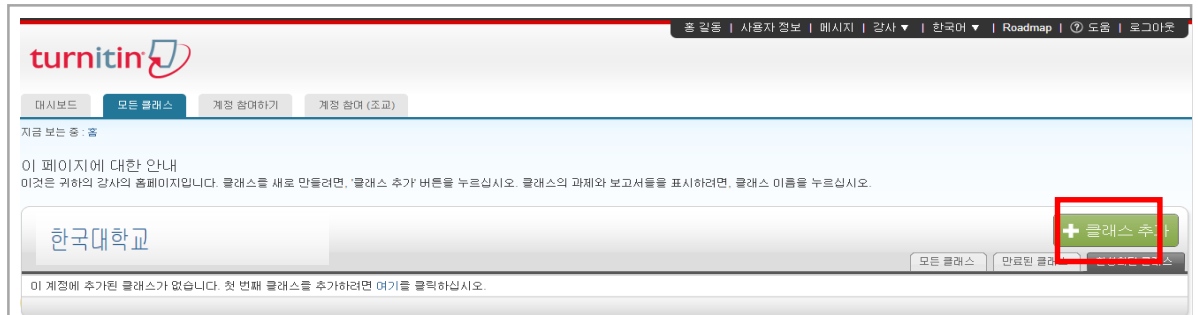 홍 길동 | 사용자 정보 | 메시지 | 강사 ▼ | 한국어 ▼ | Roadmap | ? 도움 | 로그아웃
turnitin
대시보드 모든 클래스 계정 참여하기 계정 참여 (조교)
지금 보는 중 : 홈
이 페이지에 대한 안내
이것은 귀하의 강사의 홈페이지입니다. 클래스를 새로 만들려면, '클래스 추가' 버튼을 누르십시오. 클래스의 과제와 보고서들을 표시하려면, 클래스 이름을 누르십시오.
한국대학교
+ 클래스 추가
모든 클래스 만료된 클래스 클래스
이 계정에 추가된 클래스가 없습니다. 첫 번째 클래스를 추가하려면 여기를 클릭하십시오.